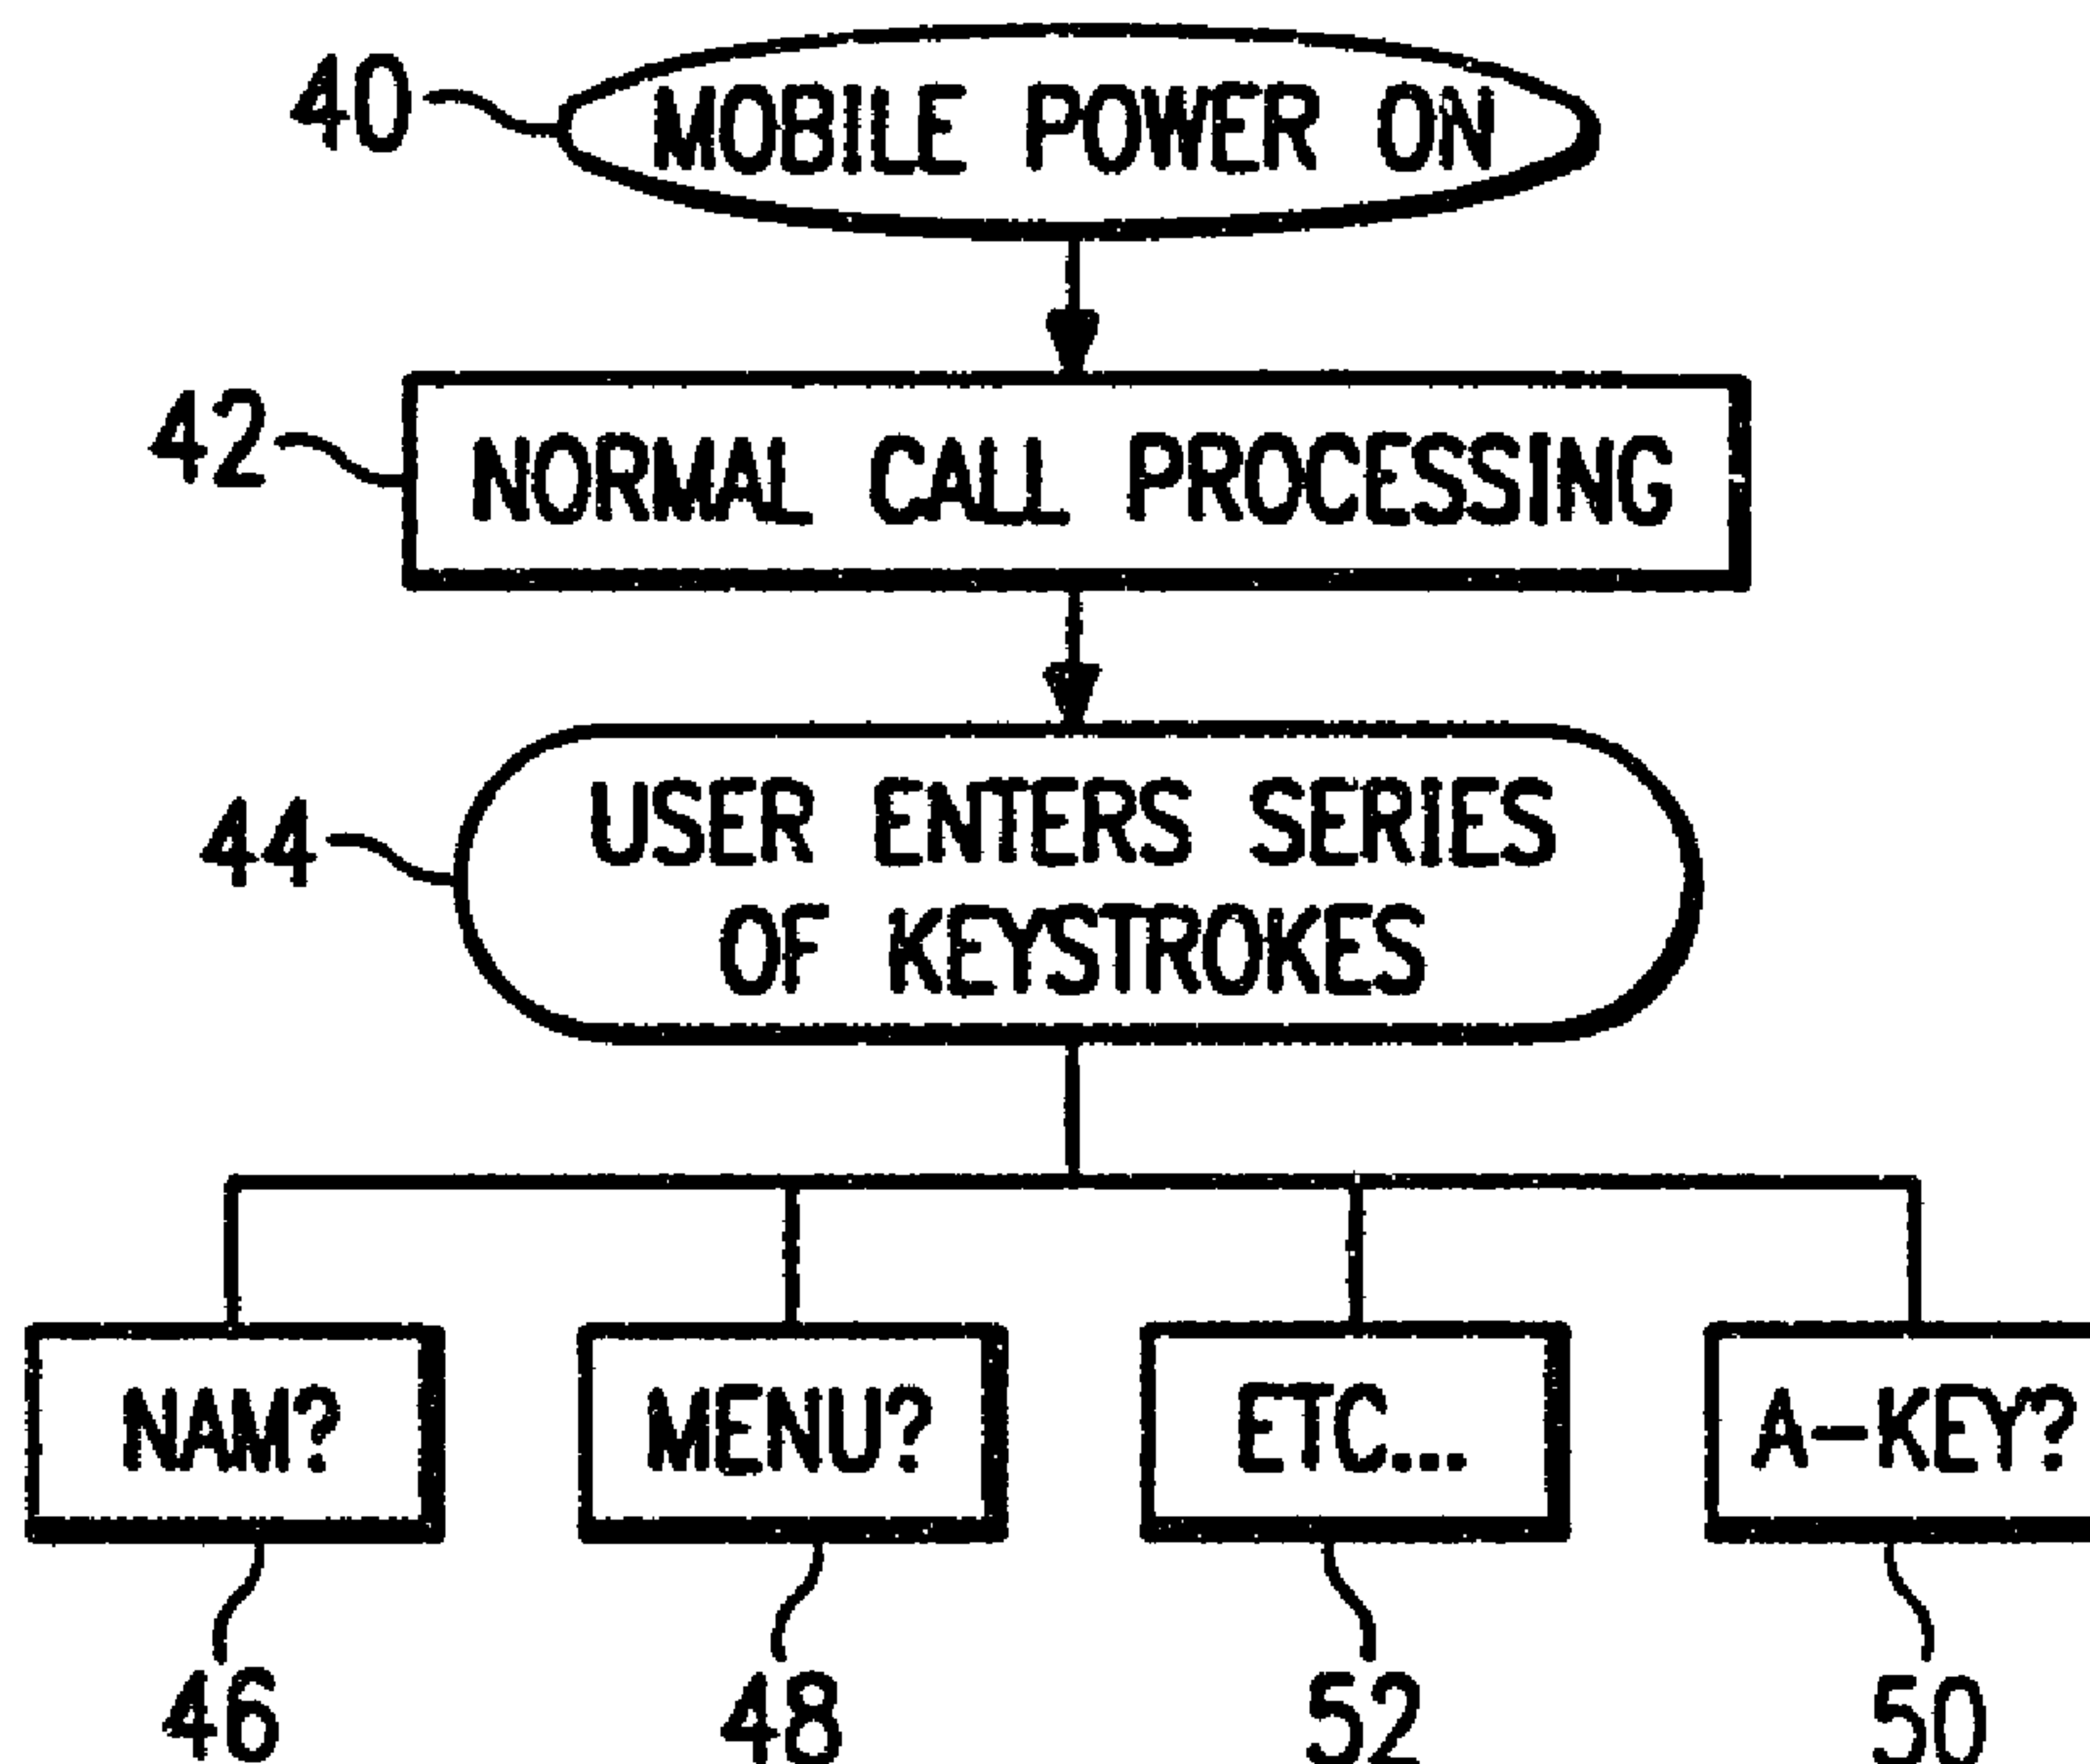 40
MOBILE POWER ON
42
NORMAL CALL PROCESSING
44
USER ENTERS SERIES
OF KEYSTROKES
NAM?
MENU?
ETC...
A-KEY?
46
48
52
50